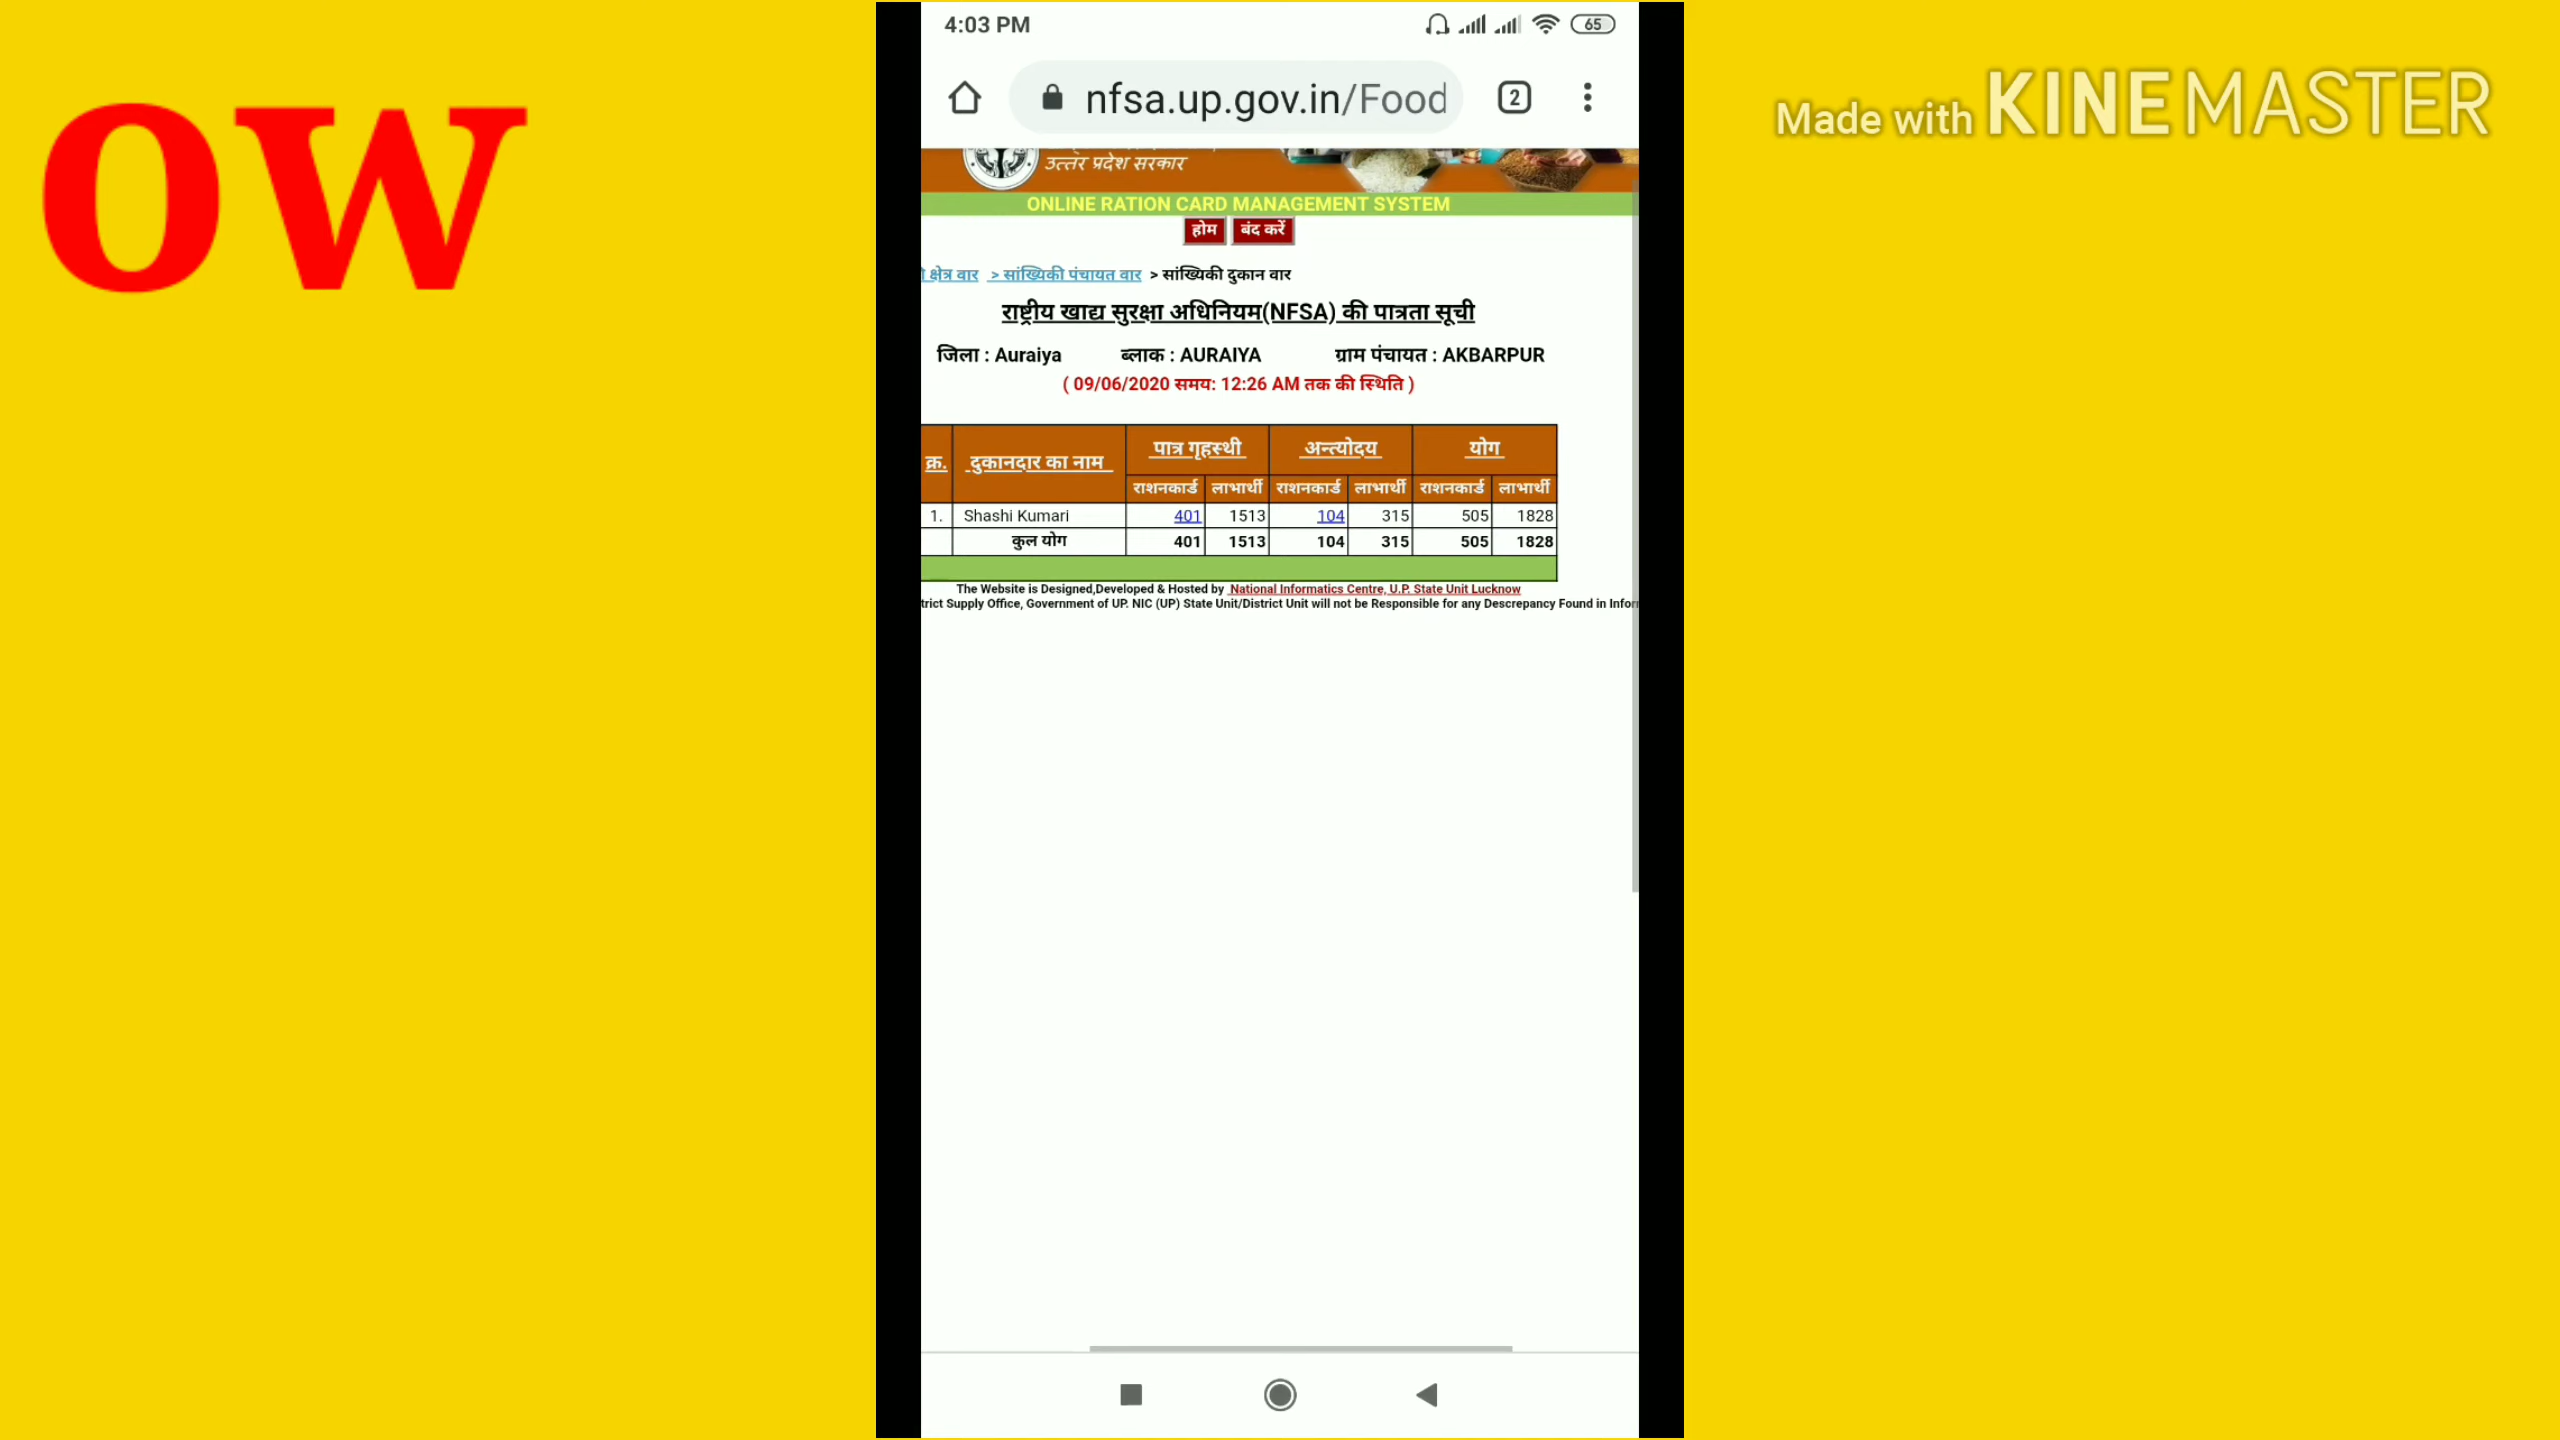 ow
Made with KINEMASTER
4:03 PM
65
nfsa.up.gov.in/Food
2
उत्तर प्रदेश सरकार
ONLINE RATION CARD MANAGEMENT SYSTEM
होम बंद करें
क्षेत्र वार > सांख्यिकी पंचायत वार > सांख्यिकी दुकान वार
राष्ट्रीय खाद्य सुरक्षा अधिनियम(NFSA) की पात्रता सूची
जिला : Auraiya ब्लाक : AURAIYA ग्राम पंचायत : AKBARPUR
( 09/06/2020 समय: 12:26 AM तक की स्थिति )
क्र. दुकानदार का नाम पात्र गृहस्थी अन्त्योदय योग
राशनकार्ड लाभार्थी राशनकार्ड लाभार्थी राशनकार्ड लाभार्थी
1. Shashi Kumari 401 1513 104 315 505 1828
कुल योग 401 1513 104 315 505 1828
The Website is Designed,Developed & Hosted by National Informatics Centre, U.P. State Unit Lucknow
trict Supply Office, Government of UP. NIC (UP) State Unit/District Unit will not be Responsible for any Descrepancy Found in Infor